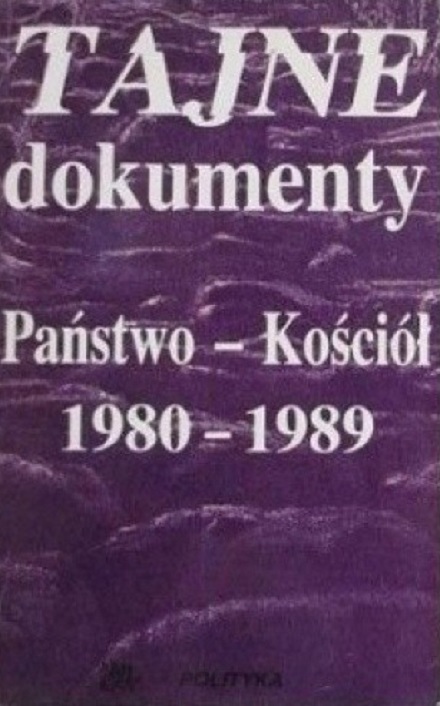 TAJNE
dokumenty
Państwo – Kościół
1980 – 1989
POLITYKA